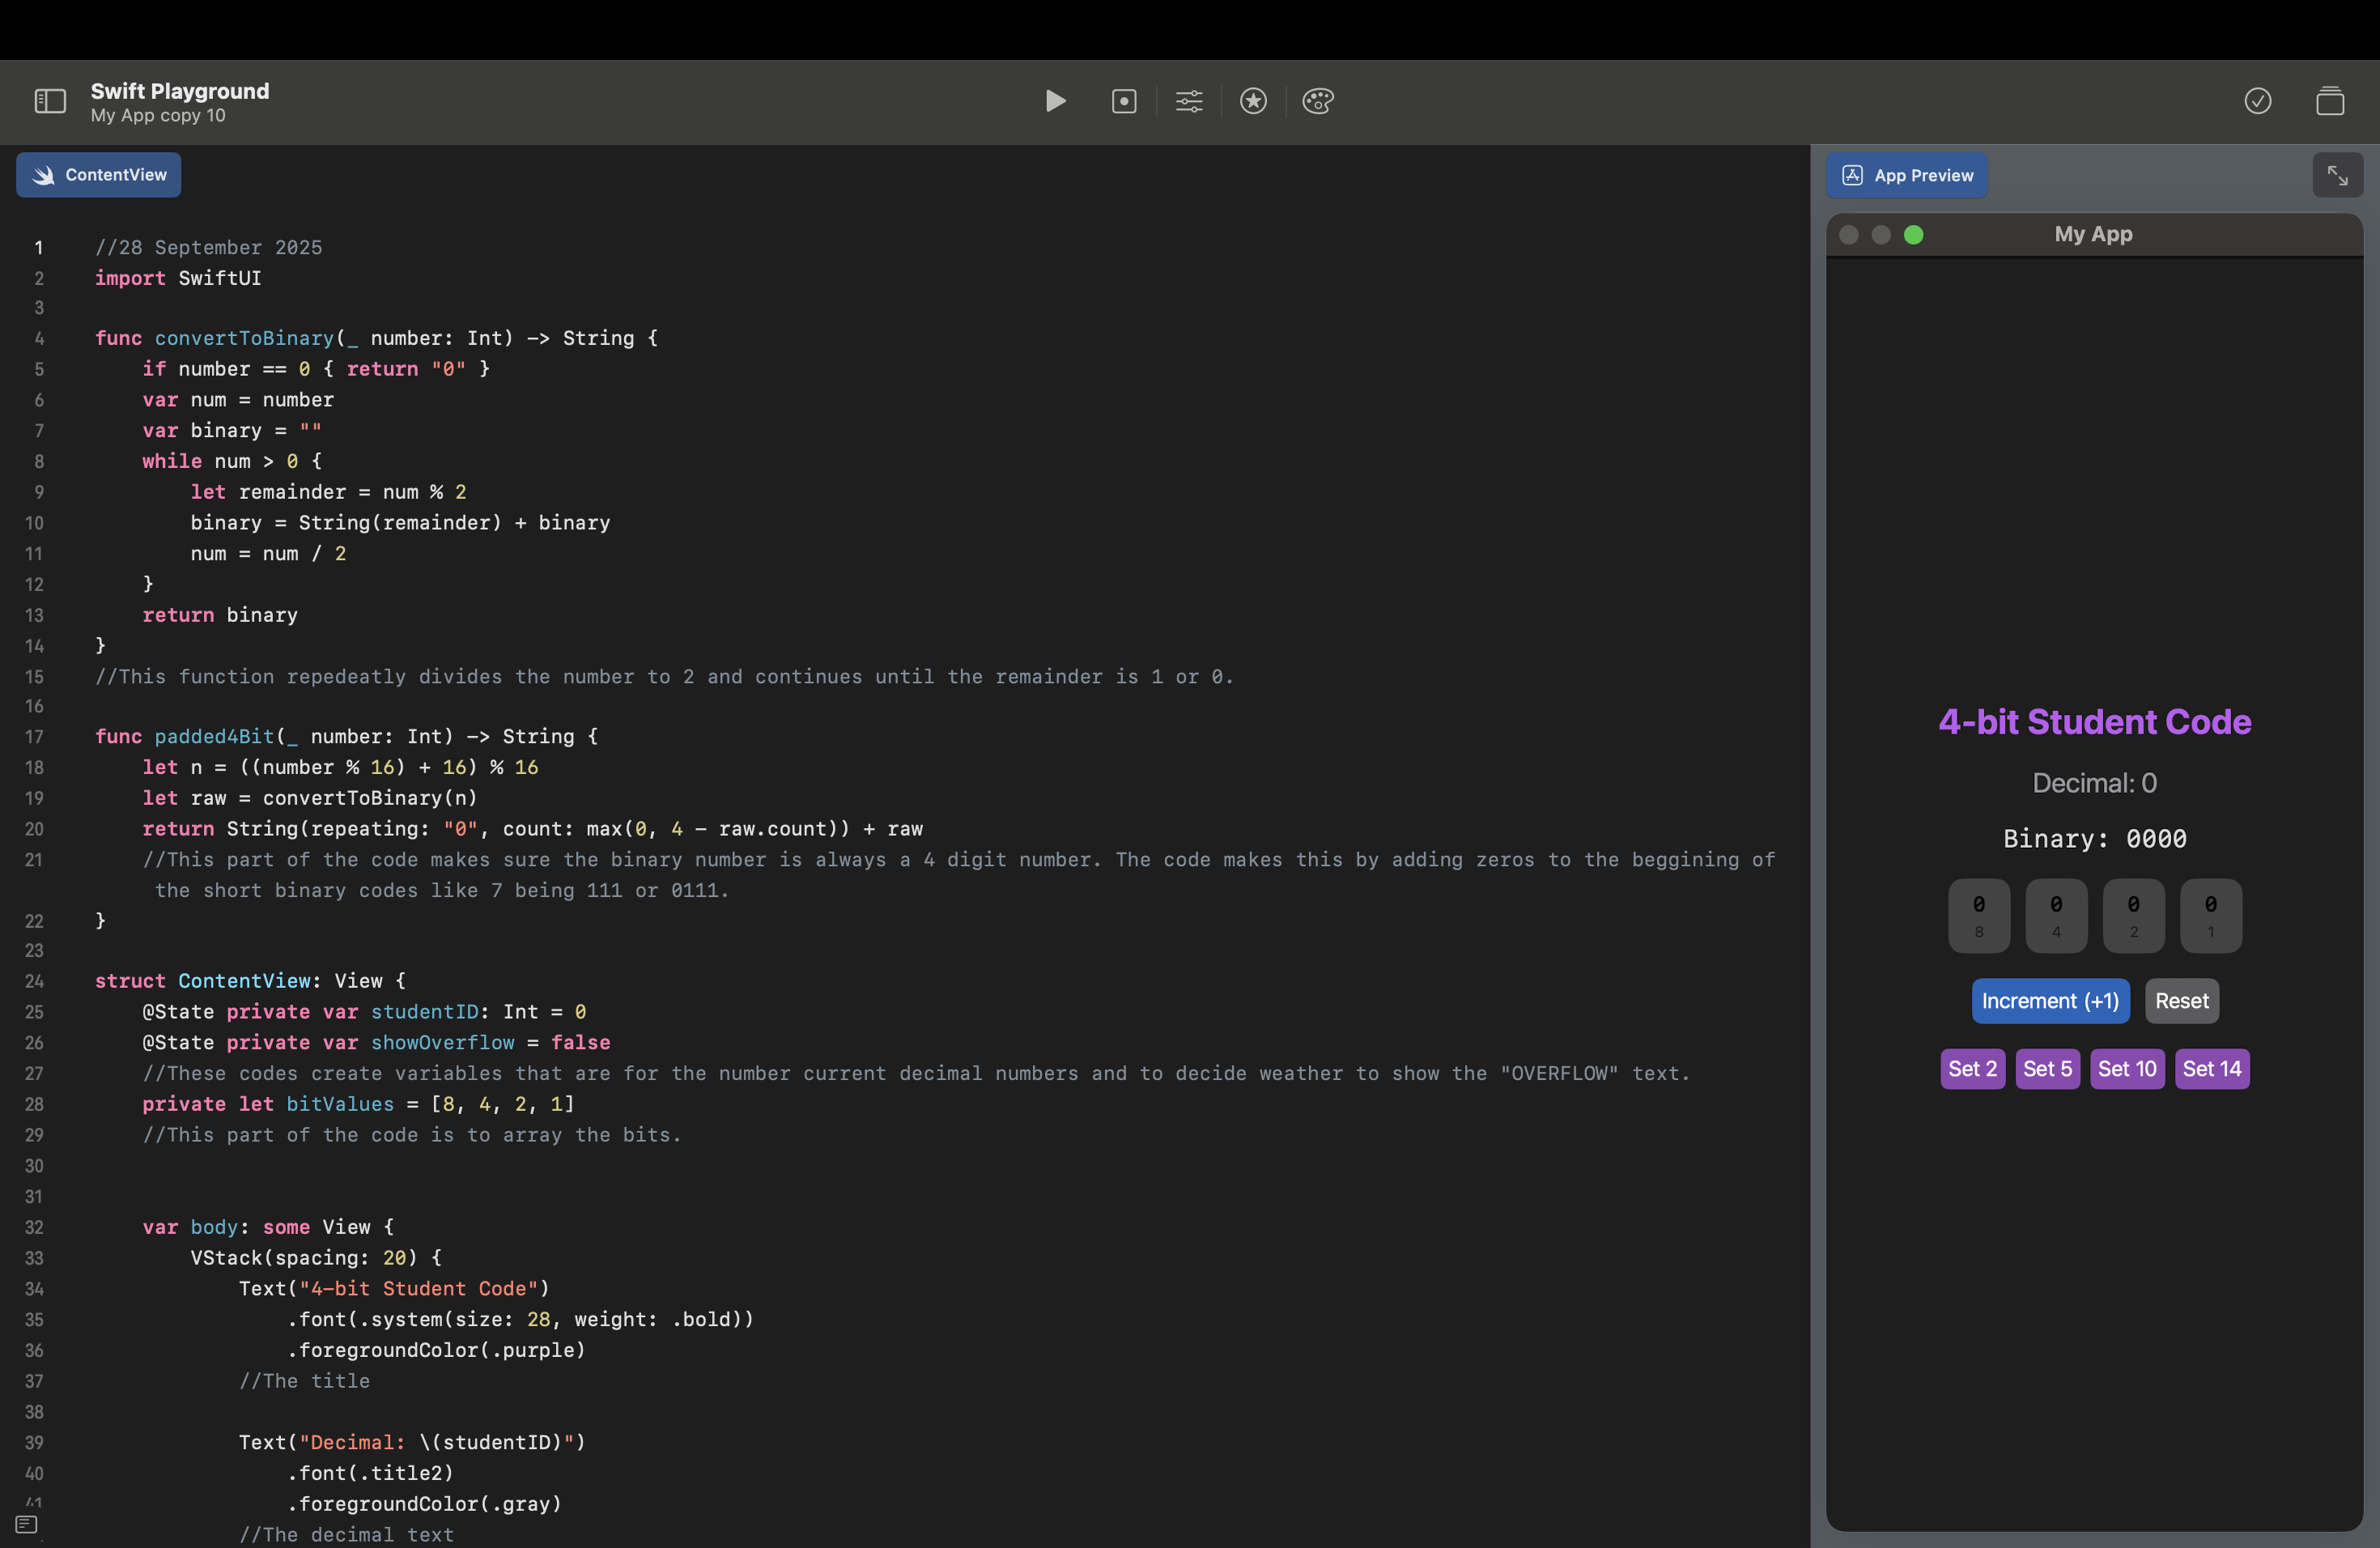 Swift Playground
My App copy 10
ContentView
1 //28 September 2025
2 import SwiftUI
3
4 func convertToBinary(_ number: Int) -> String {
5 if number == 0 { return "0" }
6 var num = number
7 var binary = ""
8 while num > 0 {
9 let remainder = num % 2
10 binary = String(remainder) + binary
11 num = num / 2
12 }
13 return binary
14 }
15 //This function repedeatly divides the number to 2 and continues until the remainder is 1 or 0.
16
17 func padded4Bit(_ number: Int) -> String {
18 let n = ((number % 16) + 16) % 16
19 let raw = convertToBinary(n)
20 return String(repeating: "0", count: max(0, 4 - raw.count)) + raw
21 //This part of the code makes sure the binary number is always a 4 digit number. The code makes this by adding zeros to the beggining of
the short binary codes like 7 being 111 or 0111.
22 }
23
24 struct ContentView: View {
25 @State private var studentID: Int = 0
26 @State private var showOverflow = false
27 //These codes create variables that are for the number current decimal numbers and to decide weather to show the "OVERFLOW" text.
28 private let bitValues = [8, 4, 2, 1]
29 //This part of the code is to array the bits.
30
31
32 var body: some View {
33 VStack(spacing: 20) {
34 Text("4-bit Student Code")
35 .font(.system(size: 28, weight: .bold))
36 .foregroundColor(.purple)
37 //The title
38
39 Text("Decimal: \(studentID)")
40 .font(.title2)
41 .foregroundColor(.gray)
//The decimal text
App Preview
My App
4-bit Student Code
Decimal: 0
Binary: 0000
0 0 0 0
8 4 2 1
Increment (+1) Reset
Set 2 Set 5 Set 10 Set 14